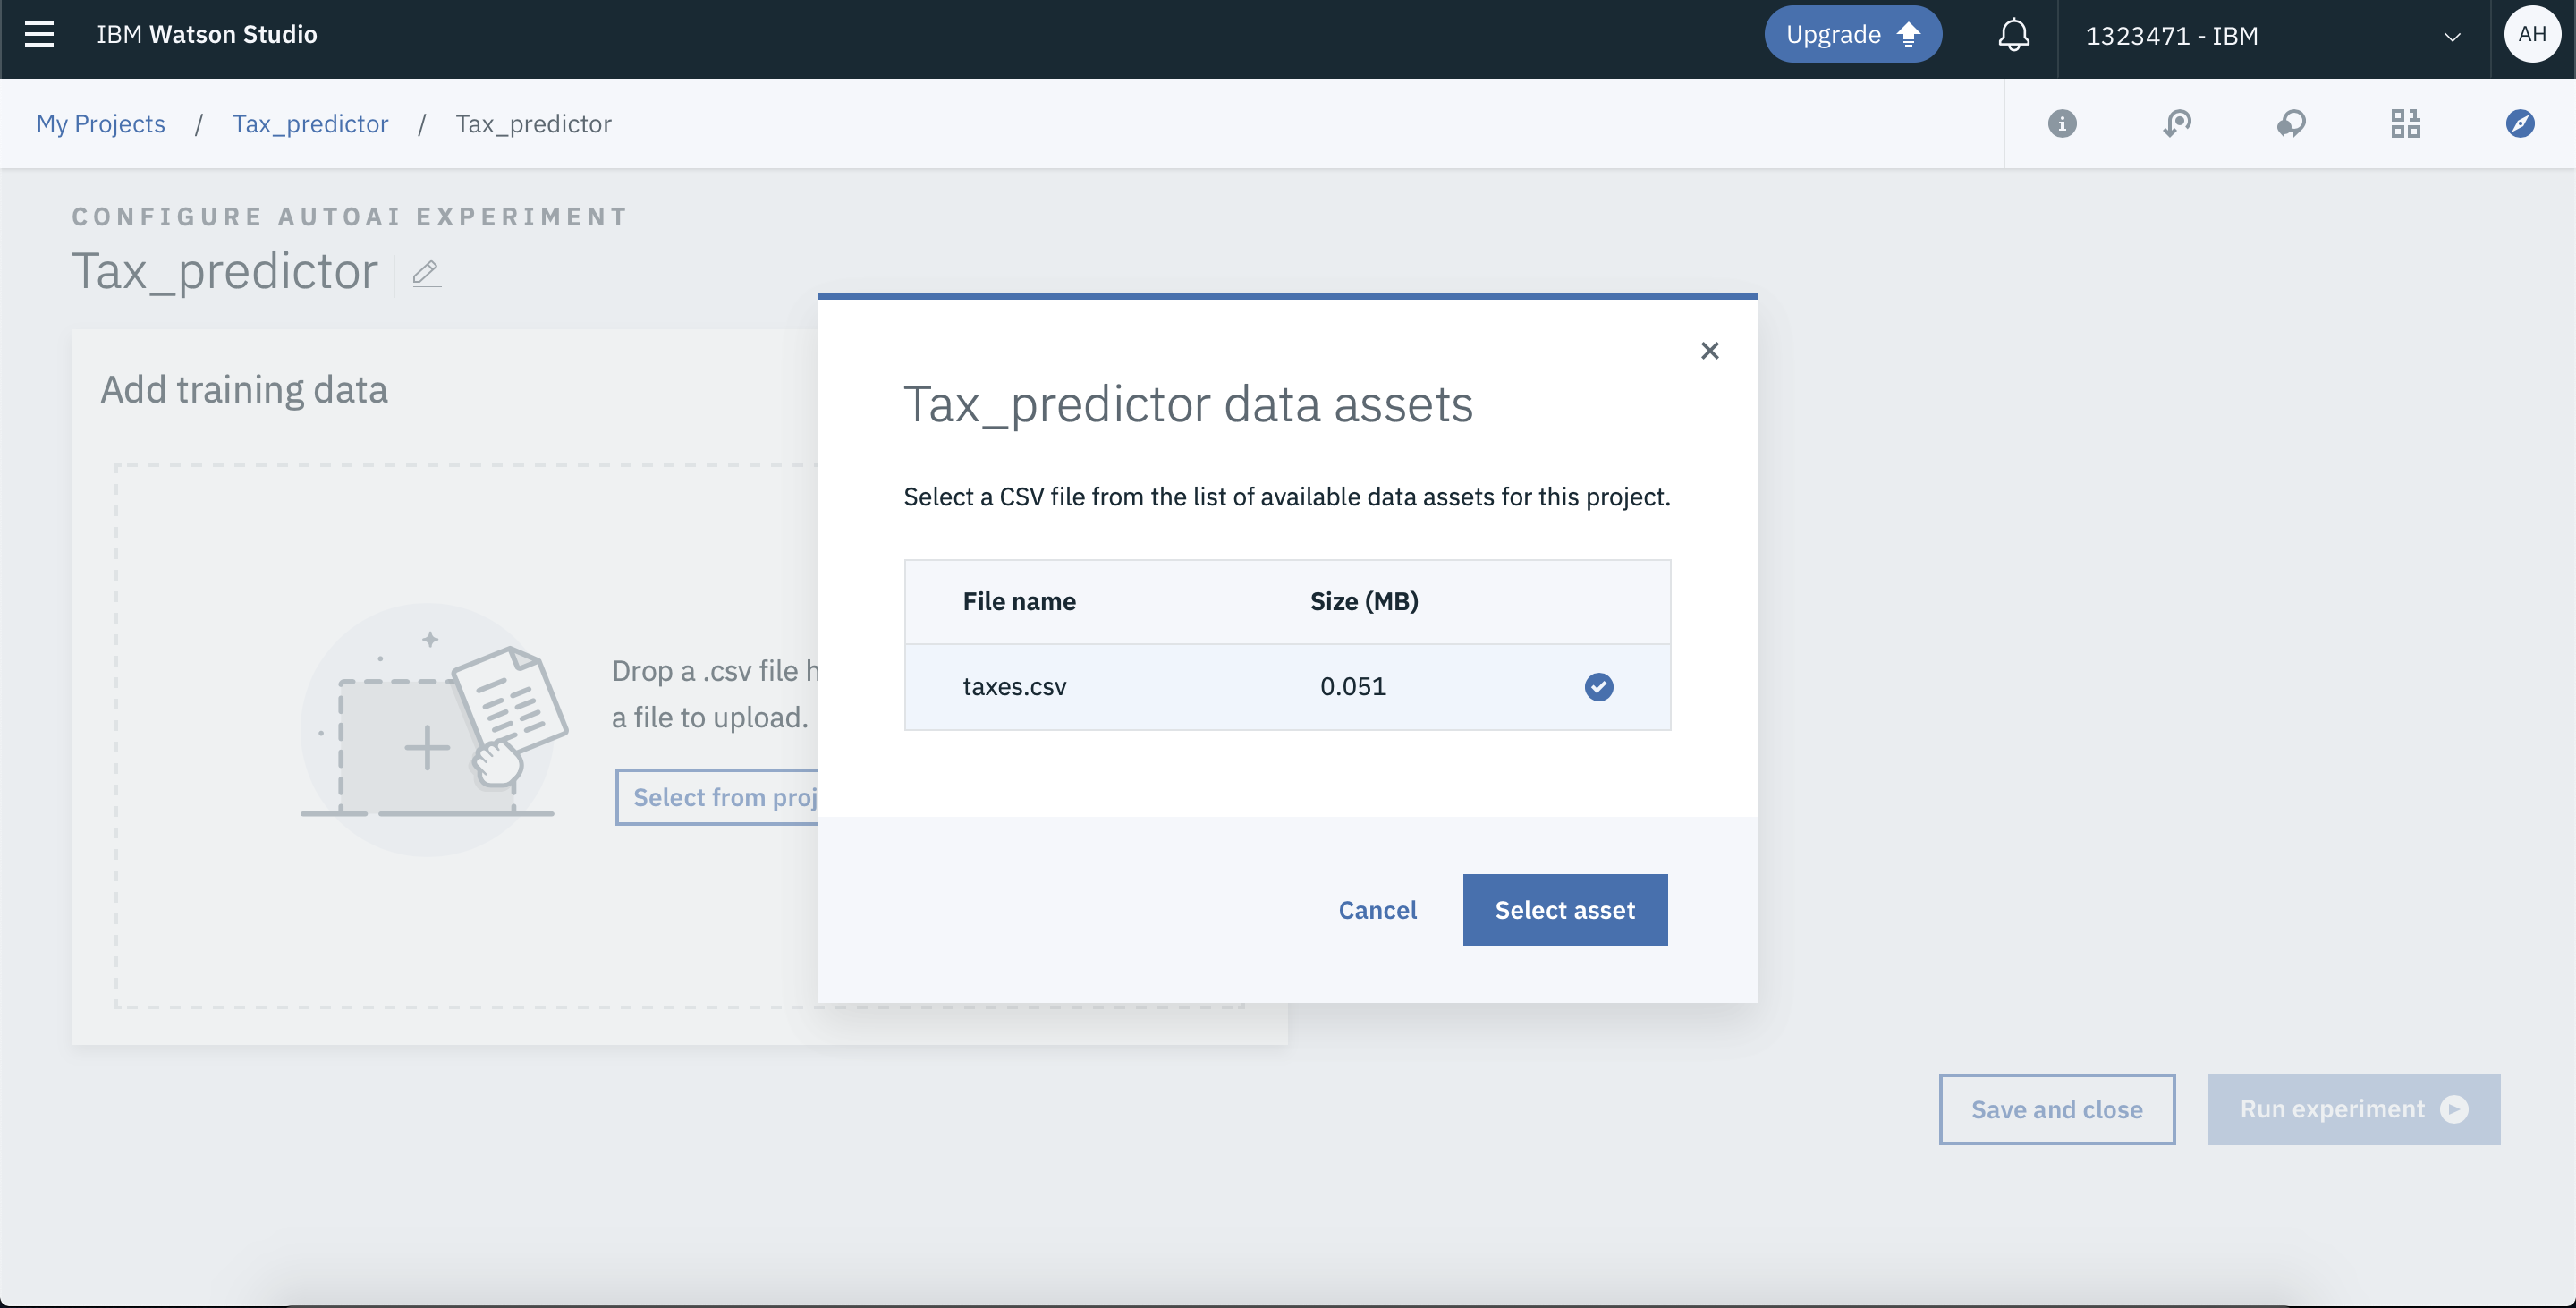 IBM Watson Studio
Upgrade
1323471 - IBM
AH
My Projects / Tax_predictor / Tax_predictor
CONFIGURE AUTOAI EXPERIMENT
Tax_predictor
Add training data
Drop a .csv file
a file to upload.
Select from
Tax_predictor data assets
Select a CSV file from the list of available data assets for this project.
File name Size (MB)
taxes.csv 0.051
Cancel Select asset
Save and close Run experiment